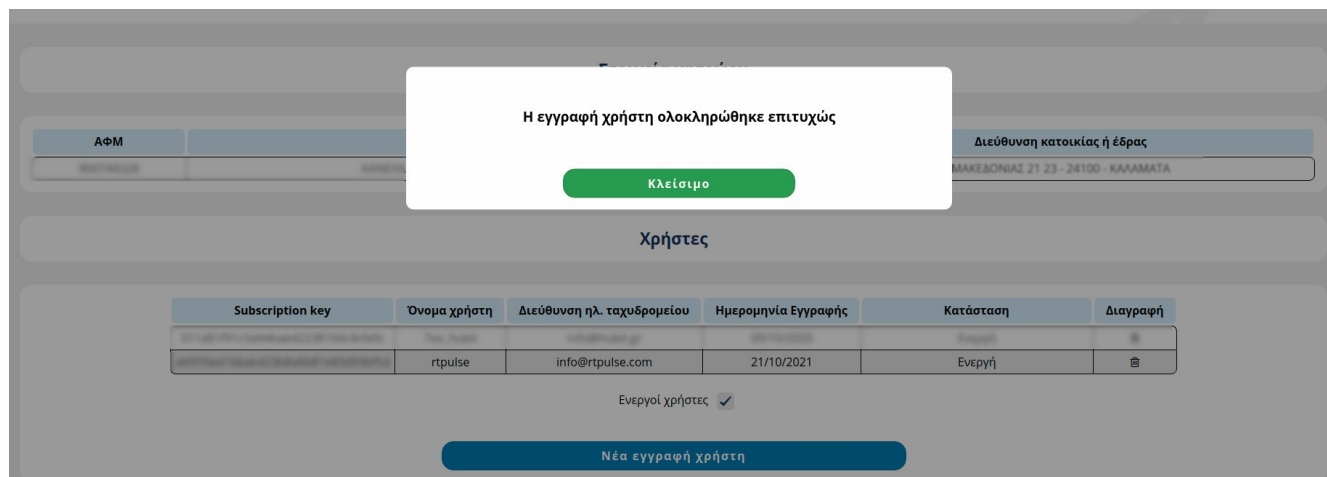 Η εγγραφή χρήστη ολοκληρώθηκε επιτυχώς
Κλείσιμο
ΑΦΜ Διεύθυνση κατοικίας ή έδρας
ΜΑΚΕΔΟΝΙΑΣ 21 23 - 24100 - ΚΑΛΑΜΑΤΑ
Χρήστες
Subscription key Όνομα χρήστη Διεύθυνση ηλ. ταχυδρομείου Ημερομηνία Εγγραφής Κατάσταση Διαγραφή
rtpulse info@rtpulse.com 21/10/2021 Ενεργή
Ενεργοί χρήστες
Νέα εγγραφή χρήστη